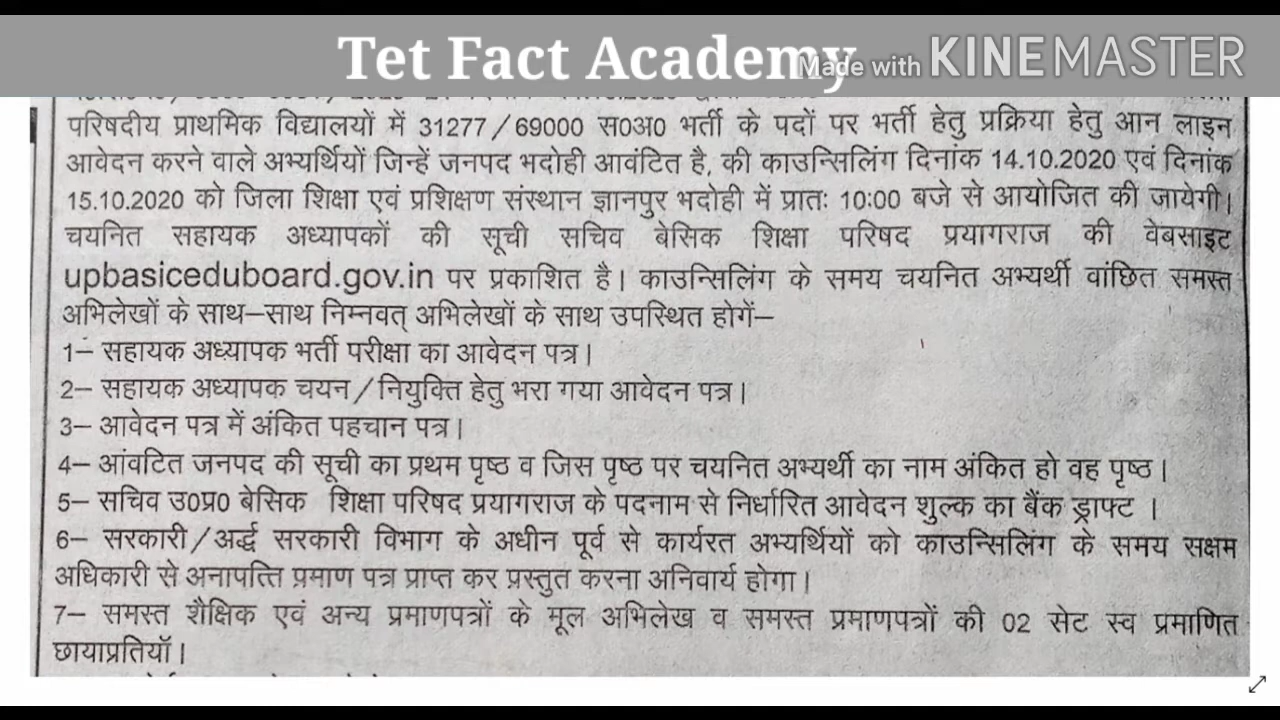 Tet Fact Academy
Made with KINEMASTER
परिषदीय प्राथमिक विद्यालयों में 31277/69000 स0अ0 भर्ती के पदों पर भर्ती हेतु प्रक्रिया हेतु आन लाइन
आवेदन करने वाले अभ्यर्थियों जिन्हें जनपद भदोही आवंटित है, की काउन्सिलिंग दिनांक 14.10.2020 एवं दिनांक
15.10.2020 को जिला शिक्षा एवं प्रशिक्षण संस्थान ज्ञानपुर भदोही में प्रातः 10:00 बजे से आयोजित की जायेगी।
चयनित सहायक अध्यापकों की सूची सचिव बेसिक शिक्षा परिषद प्रयागराज की वेबसाइट
upbasiceduboard.gov.in पर प्रकाशित है। काउन्सिलिंग के समय चयनित अभ्यर्थी वांछित समस्त
अभिलेखों के साथ–साथ निम्नवत् अभिलेखों के साथ उपस्थित होगें–
1– सहायक अध्यापक भर्ती परीक्षा का आवेदन पत्र।
2– सहायक अध्यापक चयन/नियुक्ति हेतु भरा गया आवेदन पत्र।
3– आवेदन पत्र में अंकित पहचान पत्र।
4– आंवटित जनपद की सूची का प्रथम पृष्ठ व जिस पृष्ठ पर चयनित अभ्यर्थी का नाम अंकित हो वह पृष्ठ।
5– सचिव उ0प्र0 बेसिक शिक्षा परिषद प्रयागराज के पदनाम से निर्धारित आवेदन शुल्क का बैंक ड्राफ्ट ।
6– सरकारी/अर्द्ध सरकारी विभाग के अधीन पूर्व से कार्यरत अभ्यर्थियों को काउन्सिलिंग के समय सक्षम
अधिकारी से अनापत्ति प्रमाण पत्र प्राप्त कर प्रस्तुत करना अनिवार्य होगा।
7– समस्त शैक्षिक एवं अन्य प्रमाणपत्रों के मूल अभिलेख व समस्त प्रमाणपत्रों की 02 सेट स्व प्रमाणित
छायाप्रतियॉ।